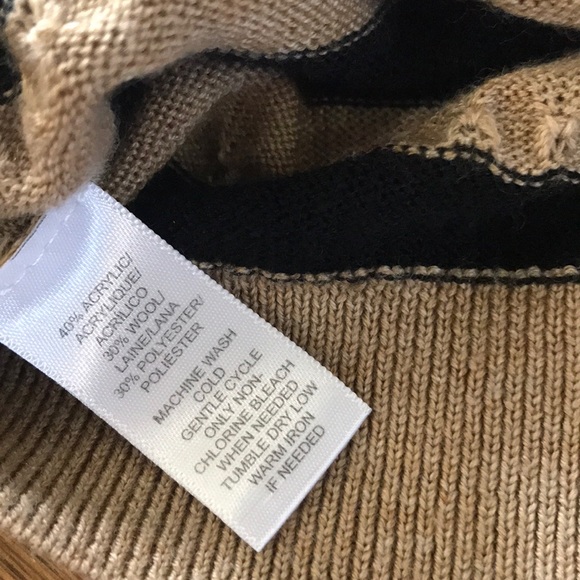 40% ACRYLIC/
ACRYLIQUE/
ACRILICO
30% WOOL/
LAINE/LANA
30% POLYESTER/
POLIESTER
MACHINE WASH
COLD
GENTLE CYCLE
ONLY NON-
CHLORINE BLEACH
WHEN NEEDED
TUMBLE DRY LOW
WARM IRON
IF NEEDED